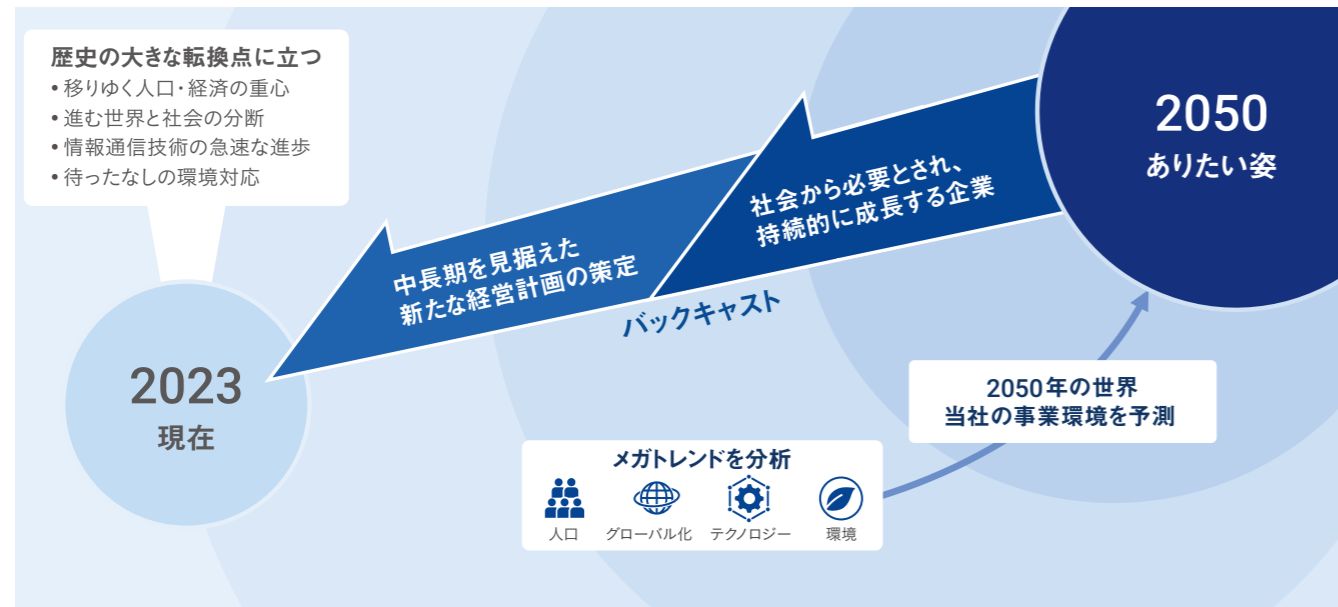 歴史の大きな転換点に立つ
• 移りゆく人口・経済の重心
• 進む世界と社会の分断
• 情報通信技術の急速な進歩
• 待ったなしの環境対応
2050
ありたい姿
社会から必要とされ、
持続的に成長する企業
中長期を見据えた
新たな経営計画の策定
バックキャスト
2023
現在
2050年の世界
当社の事業環境を予測
メガトレンドを分析
人口 グローバル化 テクノロジー 環境